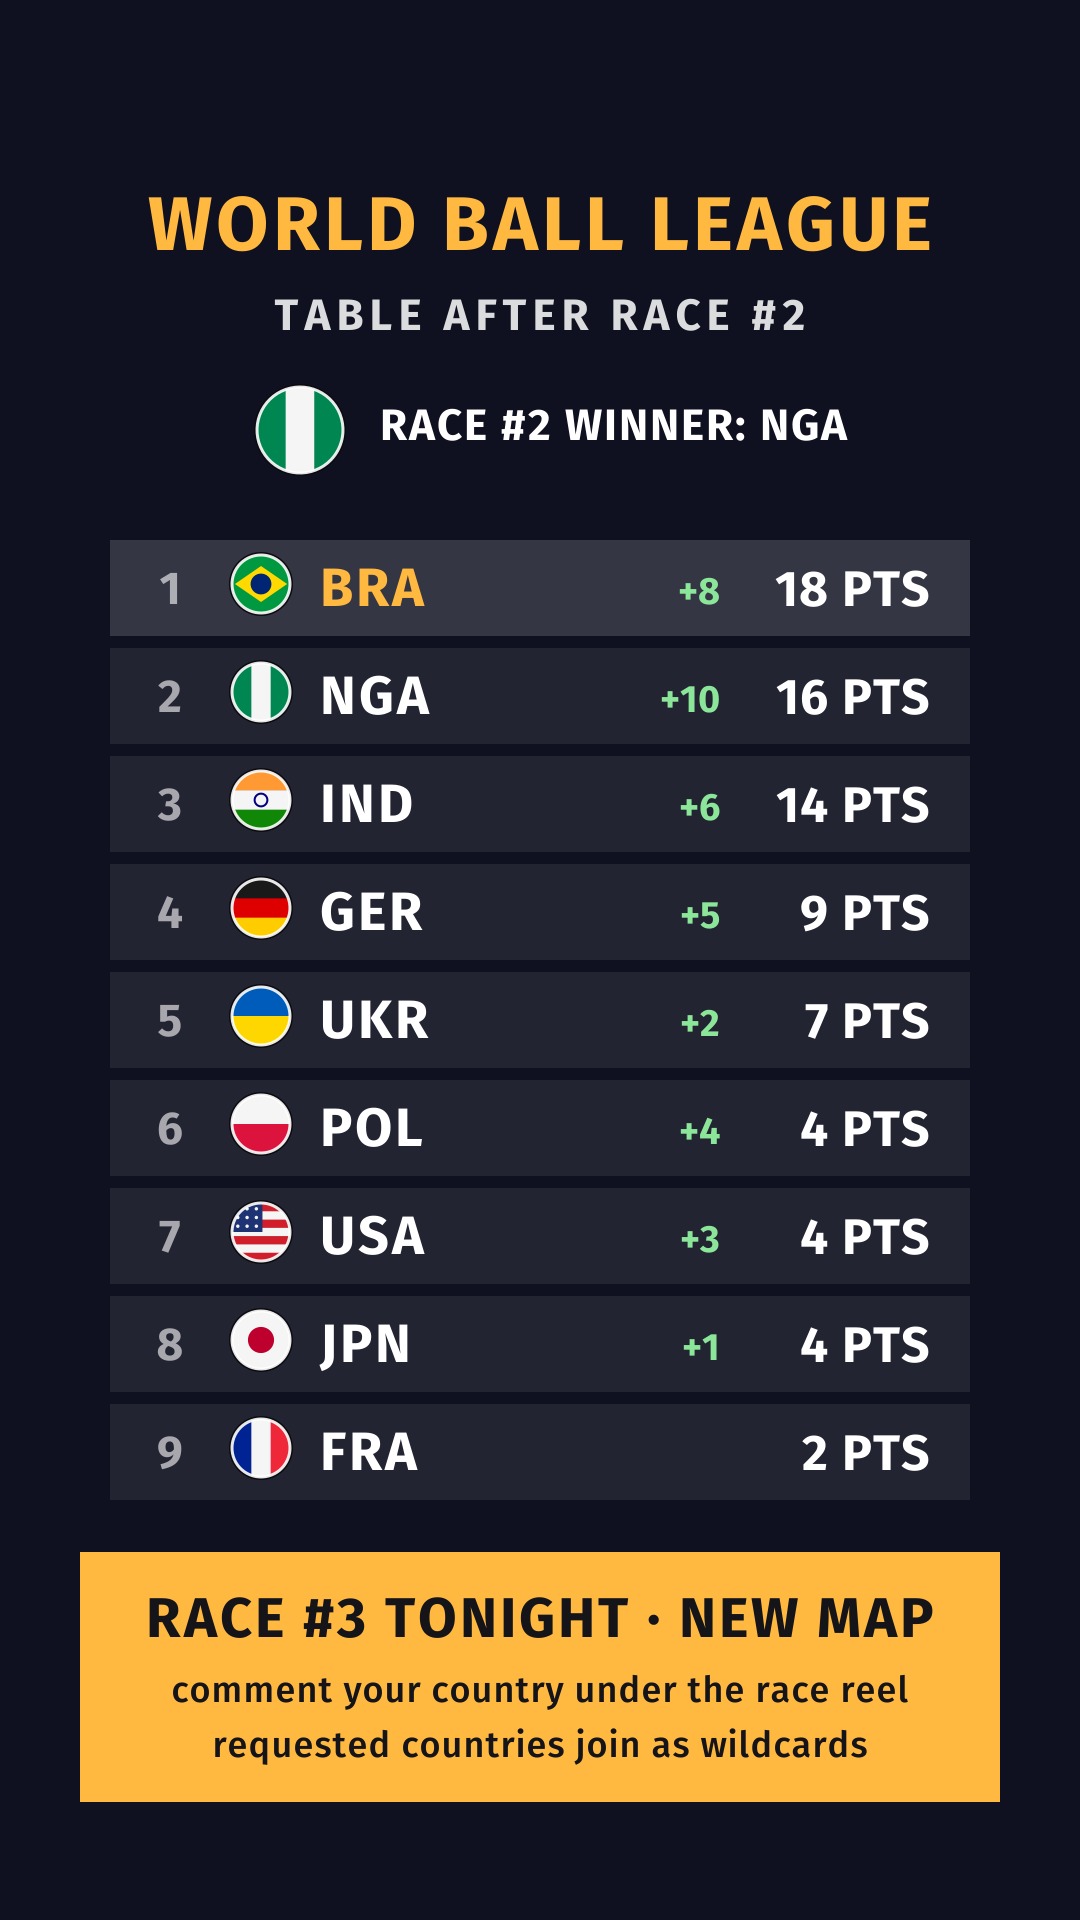 WORLD BALL LEAGUE
TABLE AFTER RACE #2
RACE #2 WINNER: NGA
1 BRA +8 18 PTS
2 NGA +10 16 PTS
3 IND +6 14 PTS
4 GER +5 9 PTS
5 UKR +2 7 PTS
6 POL +4 4 PTS
7 USA +3 4 PTS
8 JPN +1 4 PTS
9 FRA 2 PTS
RACE #3 TONIGHT · NEW MAP
comment your country under the race reel
requested countries join as wildcards